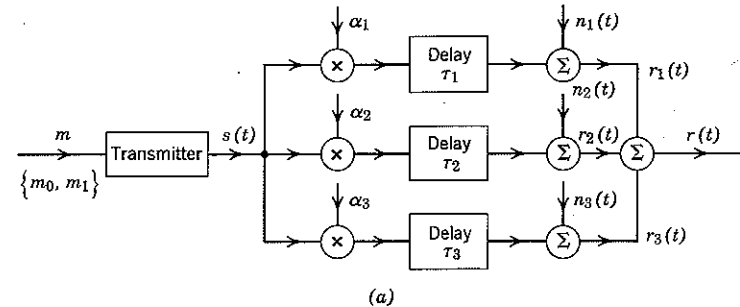 α₁
n₁(t)
Delay
τ₁
×
Σ
r₁(t)
n₂(t)
α₂
m
Transmitter
s(t)
×
Delay
τ₂
r₂(t)
Σ
Σ
r(t)
{m₀, m₁}
α₃
n₃(t)
×
Delay
τ₃
Σ
r₃(t)
(a)